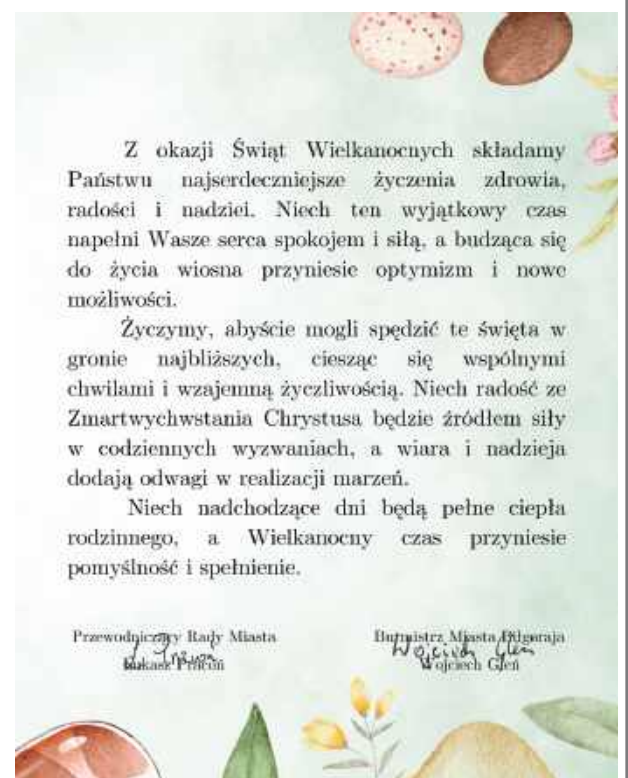 Z okazji Świąt Wielkanocnych składamy
Państwu najserdeczniejsze życzenia zdrowia,
radości i nadziei. Niech ten wyjątkowy czas
napełni Wasze serca spokojem i siłą, a budząca się
do życia wiosna przyniesie optymizm i nowe
możliwości.
Życzymy, abyście mogli spędzić te święta w
gronie najbliższych, ciesząc się wspólnymi
chwilami i wzajemną życzliwością. Niech radość ze
Zmartwychwstania Chrystusa będzie źródłem siły
w codziennych wyzwaniach, a wiara i nadzieja
dodają odwagi w realizacji marzeń.
Niech nadchodzące dni będą pełne ciepła
rodzinnego, a Wielkanocny czas przyniesie
pomyślność i spełnienie.
Przewodniczący Rady Miasta
Łukasz
Burmistrz Miasta Biłgoraja
Wojciech Gleń
Wojciech Gleń